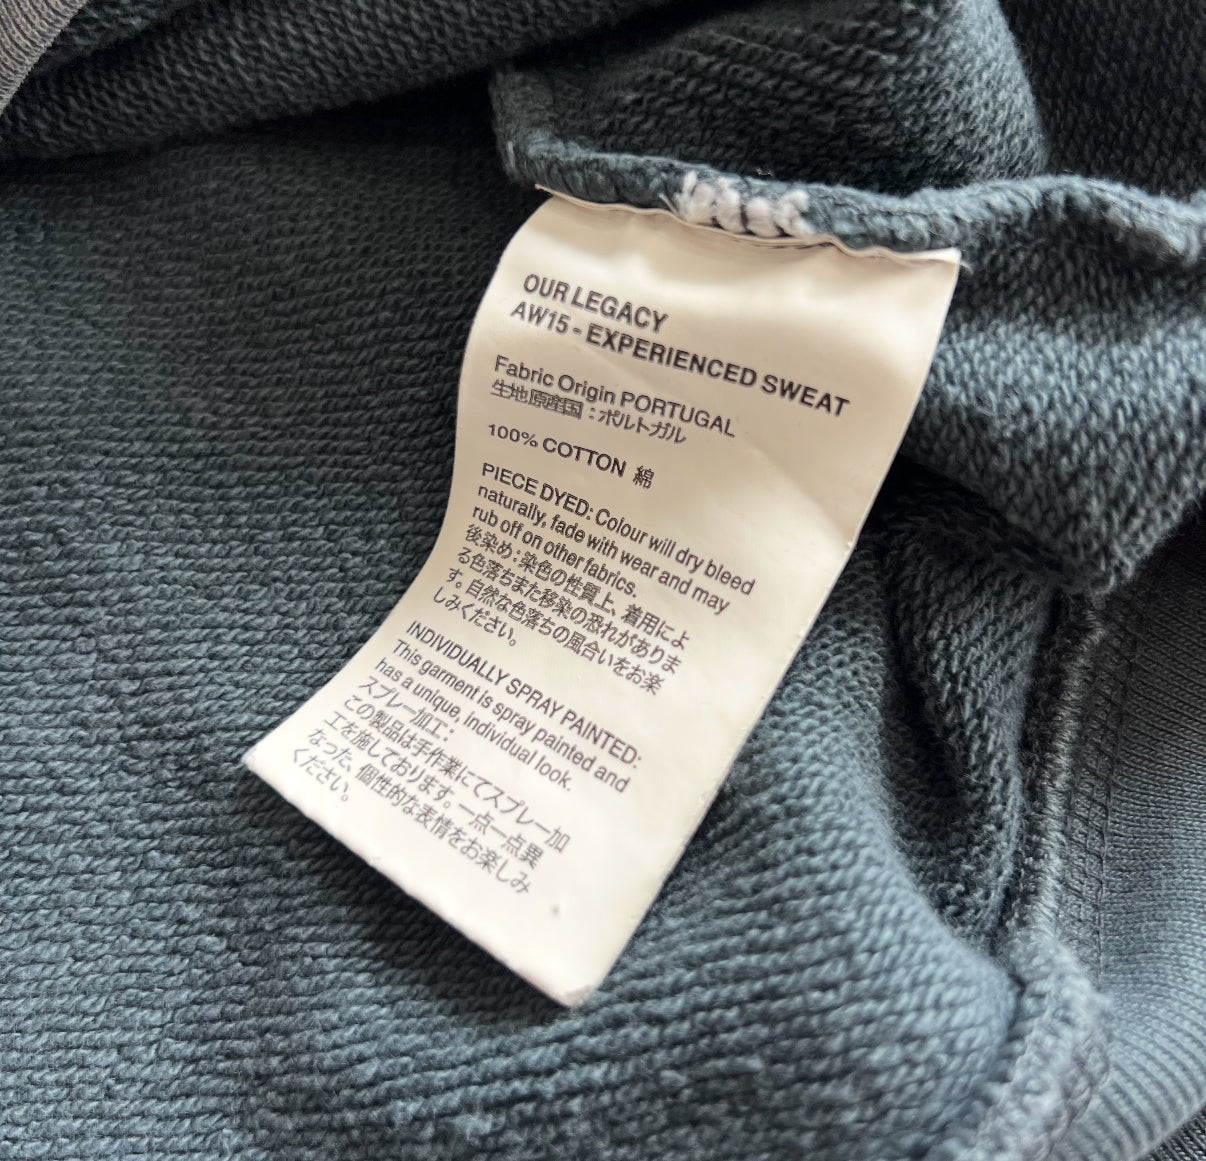 OUR LEGACY
AW15 - EXPERIENCED SWEAT
Fabric Origin PORTUGAL
生地原産国：ポルトガル
100% COTTON 綿
PIECE DYED: Colour will dry bleed
naturally, fade with wear and may
rub off on other fabrics.
後染め：染色の性質上、着用によ
る色落ちまた移染の恐れがありま
す。自然な色落ちの風合いをお楽
しみください。
INDIVIDUALLY SPRAY PAINTED:
This garment is spray painted and
has a unique, individual look.
スプレー加工：
この製品は手作業にてスプレー加
工を施しております。一点一点異
なった、個性的な表情をお楽しみ
ください。